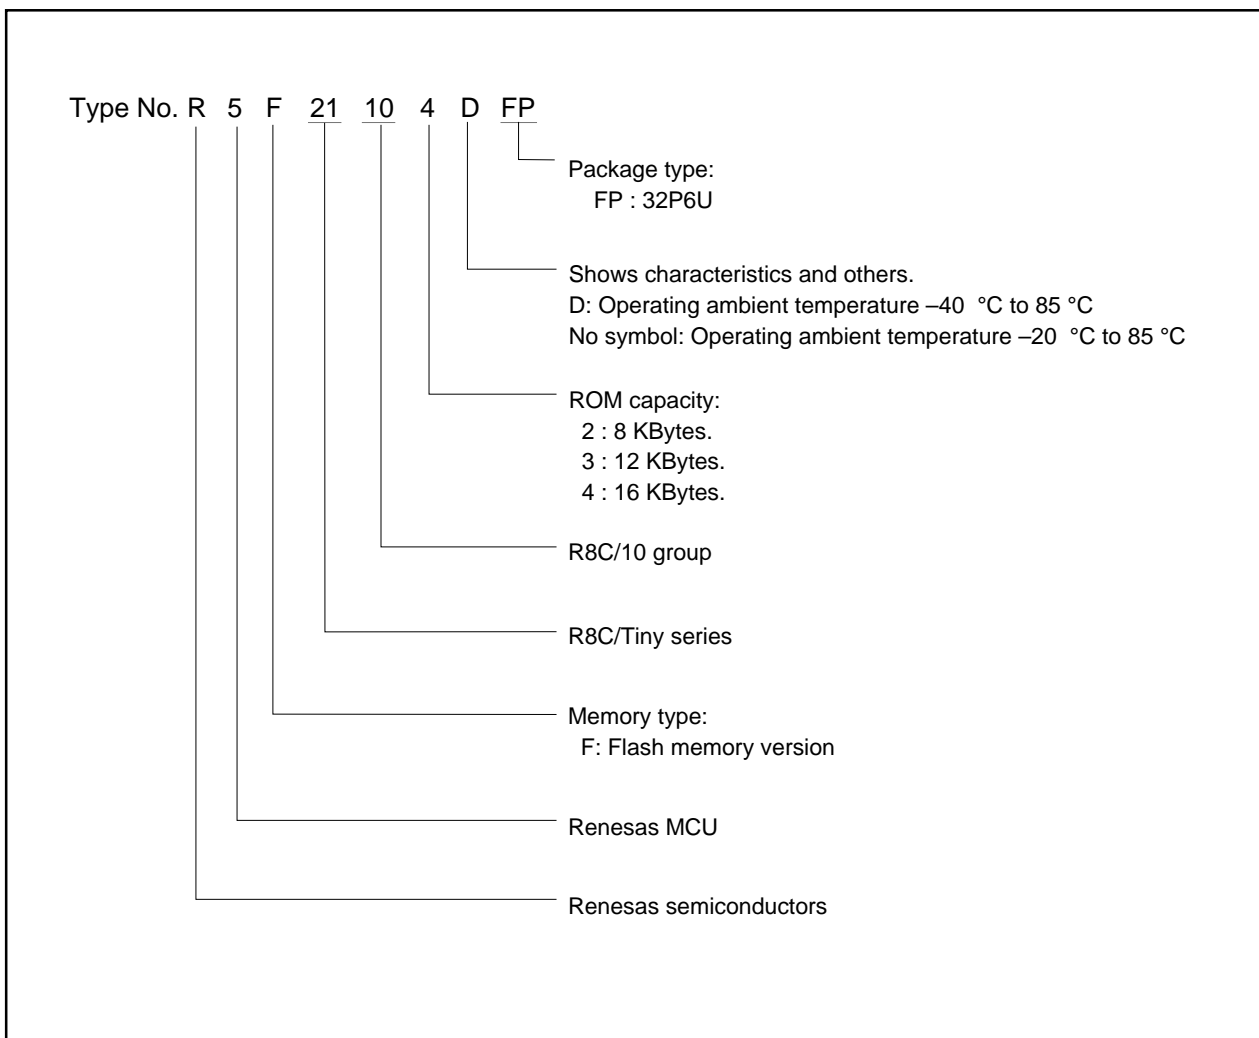 Type No. R 5 F 21 10 4 D FP
Package type:
FP : 32P6U
Shows characteristics and others.
D: Operating ambient temperature –40 °C to 85 °C
No symbol: Operating ambient temperature –20 °C to 85 °C
ROM capacity:
2 : 8 KBytes.
3 : 12 KBytes.
4 : 16 KBytes.
R8C/10 group
R8C/Tiny series
Memory type:
F: Flash memory version
Renesas MCU
Renesas semiconductors